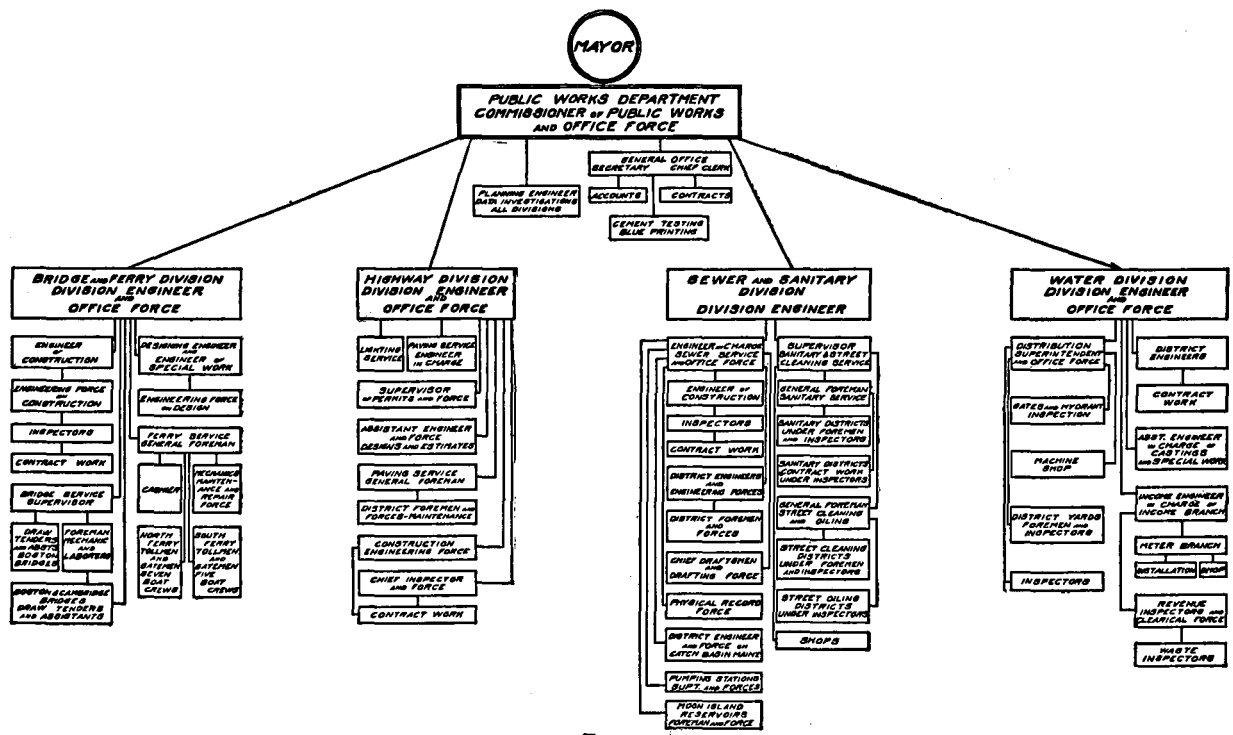 MAYOR
PUBLIC WORKS DEPARTMENT
COMMISSIONER OF PUBLIC WORKS
AND OFFICE FORCE
GENERAL OFFICE
SECRETARY CHIEF CLERK
PLANNING ENGINEER
DATA INVESTIGATIONS
ALL DIVISIONS
ACCOUNTS
CONTRACTS
CEMENT TESTING
BLUE PRINTING
BRIDGE AND FERRY DIVISION
DIVISION ENGINEER
AND
OFFICE FORCE
ENGINEER
OF
CONSTRUCTION
ENGINEERING FORCE
ON
CONSTRUCTION
INSPECTORS
CONTRACT WORK
BRIDGE SERVICE
SUPERVISOR
DRAW
TENDERS
AND ASSTS.
BOSTON
BRIDGES
FOREMAN
MECHANIC
AND
LABORERS
BOSTON & CAMBRIDGE
BRIDGES
DRAW TENDERS
AND ASSISTANTS
DESIGNING ENGINEER
AND
ENGINEER OF
SPECIAL WORK
ENGINEERING FORCE
ON DESIGN
FERRY SERVICE
GENERAL FOREMAN
CASHIER
MECHANICS
MAINTEN-
ANCE AND
REPAIR
FORCE
NORTH
FERRY
TOLLMEN
AND
GATEMEN
SEVEN
BOAT
CREWS
SOUTH
FERRY
TOLLMEN
AND
GATEMEN
FIVE
BOAT
CREWS
HIGHWAY DIVISION
DIVISION ENGINEER
AND
OFFICE FORCE
LIGHTING
SERVICE
PAVING SERVICE
ENGINEER
IN CHARGE
SUPERVISOR
OF PERMITS AND FORCE
ASSISTANT ENGINEER
AND FORCE
DESIGNS AND ESTIMATES
PAVING SERVICE
GENERAL FOREMAN
DISTRICT FOREMEN AND
FORCES-MAINTENANCE
CONSTRUCTION
ENGINEERING FORCE
CHIEF INSPECTOR
AND FORCE
CONTRACT WORK
SEWER AND SANITARY
DIVISION
DIVISION ENGINEER
ENGINEER IN CHARGE
SEWER SERVICE
AND OFFICE FORCE
ENGINEER OF
CONSTRUCTION
INSPECTORS
CONTRACT WORK
DISTRICT ENGINEERS
AND
ENGINEERING FORCES
DISTRICT FOREMEN
AND
FORCES
CHIEF DRAFTSMEN
AND
DRAFTING FORCE
PHYSICAL RECORD
FORCE
DISTRICT ENGINEER
AND FORCE ON
CATCH BASIN MAINT.
PUMPING STATIONS
SUPT. AND FORCES
MOON ISLAND
RESERVOIRS
FOREMAN AND FORCE
SUPERVISOR
SANITARY & STREET
CLEANING SERVICE
GENERAL FOREMAN
SANITARY SERVICE
SANITARY DISTRICTS
UNDER FOREMEN
AND INSPECTORS
SANITARY DISTRICTS
CONTRACT WORK
UNDER INSPECTORS
GENERAL FOREMAN
STREET CLEANING
AND OILING
STREET CLEANING
DISTRICTS
UNDER FOREMEN
AND INSPECTORS
STREET OILING
DISTRICTS
UNDER INSPECTORS
SHOPS
WATER DIVISION
DIVISION ENGINEER
AND
OFFICE FORCE
DISTRIBUTION
SUPERINTENDENT
AND OFFICE FORCE
GATES AND HYDRANT
INSPECTION
MACHINE
SHOP
DISTRICT YARDS
FOREMEN AND
INSPECTORS
INSPECTORS
DISTRICT
ENGINEERS
CONTRACT
WORK
ASST. ENGINEER
IN CHARGE OF
CASTINGS
AND SPECIAL WORK
INCOME ENGINEER
IN CHARGE OF
INCOME BRANCH
METER BRANCH
INSTALLATION
SHOP
REVENUE
INSPECTORS AND
CLEARICAL FORCE
WASTE
INSPECTORS